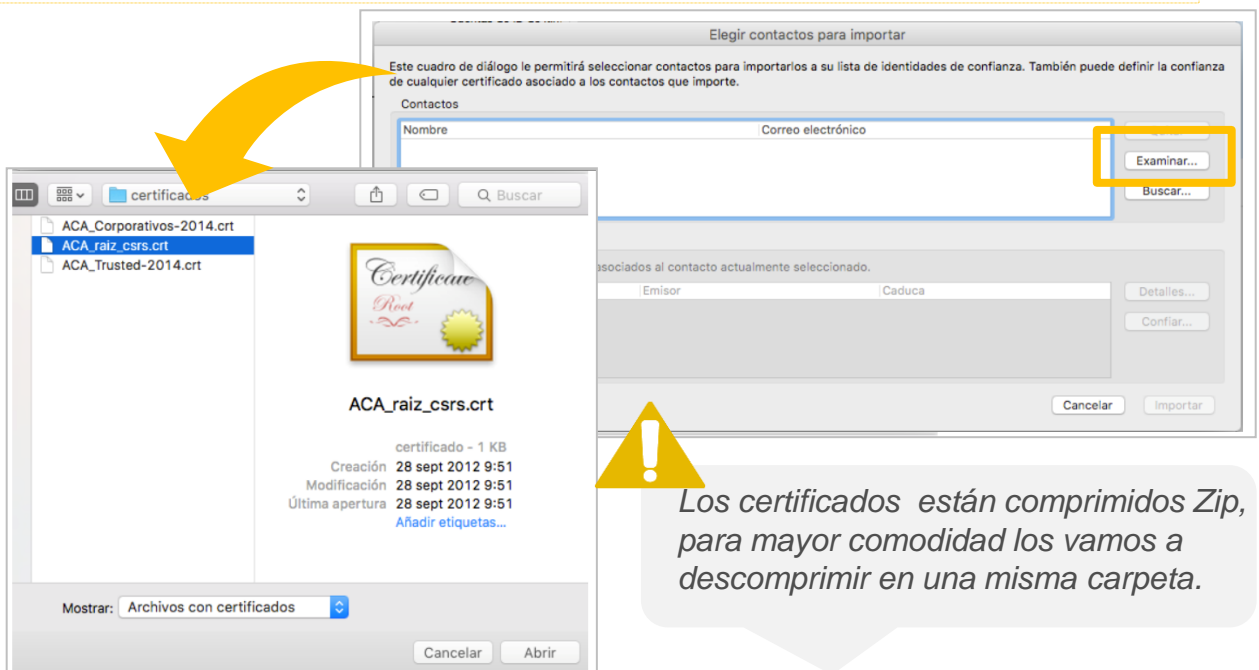 Elegir contactos para importar
Este cuadro de diálogo le permitirá seleccionar contactos para importarlos a su lista de identidades de confianza. También puede definir la confianza
de cualquier certificado asociado a los contactos que importe.
Contactos
Nombre Correo electrónico
Examinar...
Buscar...
asociados al contacto actualmente seleccionado.
Emisor Caduca
Detalles...
Confiar...
Cancelar Importar
certificados
Buscar
ACA_Corporativos-2014.crt
ACA_raiz_csrs.crt
ACA_Trusted-2014.crt
Certificate
Root
ACA_raiz_csrs.crt
certificado - 1 KB
Creación 28 sept 2012 9:51
Modificación 28 sept 2012 9:51
Última apertura 28 sept 2012 9:51
Añadir etiquetas...
Mostrar: Archivos con certificados
Cancelar Abrir
Los certificados están comprimidos Zip,
para mayor comodidad los vamos a
descomprimir en una misma carpeta.